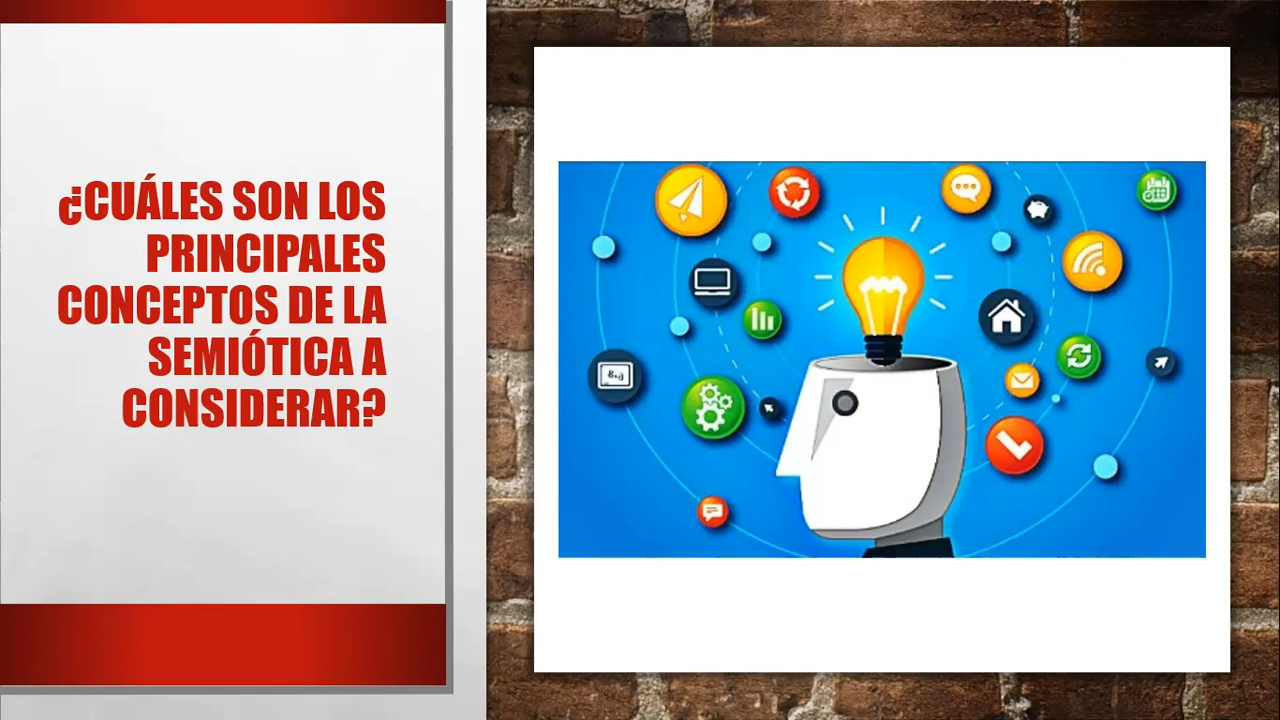 ¿CUÁLES SON LOS
PRINCIPALES
CONCEPTOS DE LA
SEMIÓTICA A
CONSIDERAR?